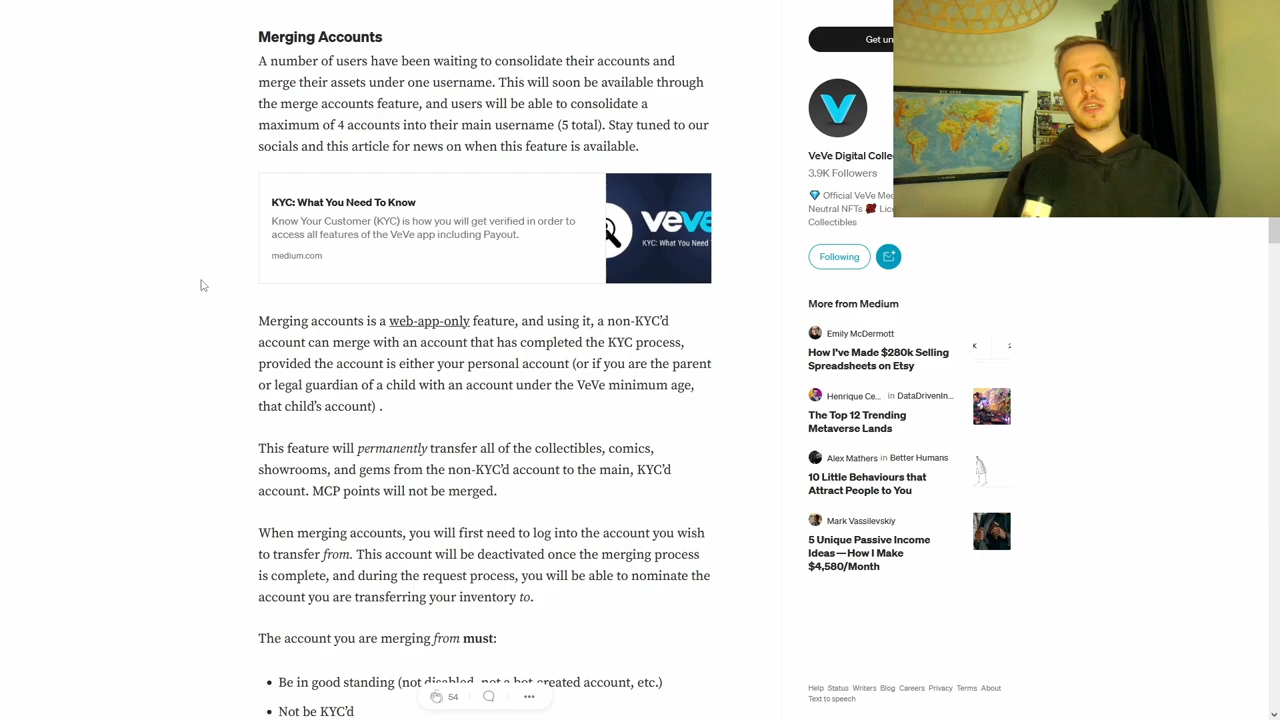 Merging Accounts
A number of users have been waiting to consolidate their accounts and
merge their assets under one username. This will soon be available through
the merge accounts feature, and users will be able to consolidate a
maximum of 4 accounts into their main username (5 total). Stay tuned to our
socials and this article for news on when this feature is available.
KYC: What You Need To Know
Know Your Customer (KYC) is how you will get verified in order to
access all features of the VeVe app including Payout.
medium.com
veve
KYC: What You Need
Merging accounts is a web-app-only feature, and using it, a non-KYC’d
account can merge with an account that has completed the KYC process,
provided the account is either your personal account (or if you are the parent
or legal guardian of a child with an account under the VeVe minimum age,
that child’s account) .
This feature will permanently transfer all of the collectibles, comics,
showrooms, and gems from the non-KYC’d account to the main, KYC’d
account. MCP points will not be merged.
When merging accounts, you will first need to log into the account you wish
to transfer from. This account will be deactivated once the merging process
is complete, and during the request process, you will be able to nominate the
account you are transferring your inventory to.
The account you are merging from must:
• Be in good standing (not disabled, not a bot-created account, etc.)
• Not be KYC’d
54
Get un
VeVe Digital Colle
3.9K Followers
💎 Official VeVe Med
Neutral NFTs Lice
Collectibles
Following
More from Medium
Emily McDermott
How I’ve Made $280k Selling
Spreadsheets on Etsy
Henrique Ce... in DataDrivenIn...
The Top 12 Trending
Metaverse Lands
Alex Mathers in Better Humans
10 Little Behaviours that
Attract People to You
Mark Vassilevskiy
5 Unique Passive Income
Ideas — How I Make
$4,580/Month
Help Status Writers Blog Careers Privacy Terms About
Text to speech